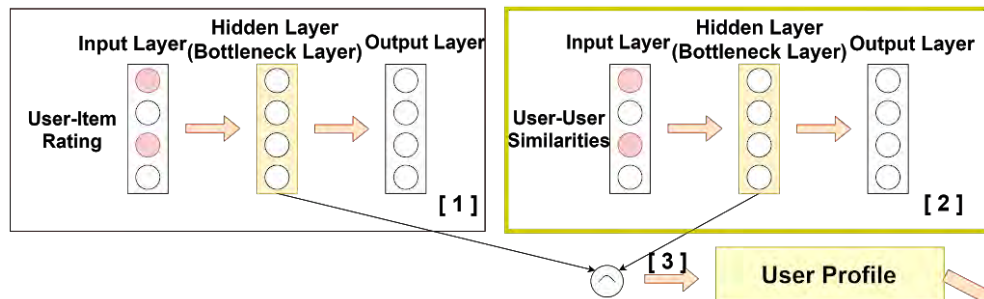 Input Layer
Hidden Layer
(Bottleneck Layer)
Output Layer
User-Item
Rating
[ 1 ]
Input Layer
Hidden Layer
(Bottleneck Layer)
Output Layer
User-User
Similarities
[ 2 ]
[ 3 ]
User Profile